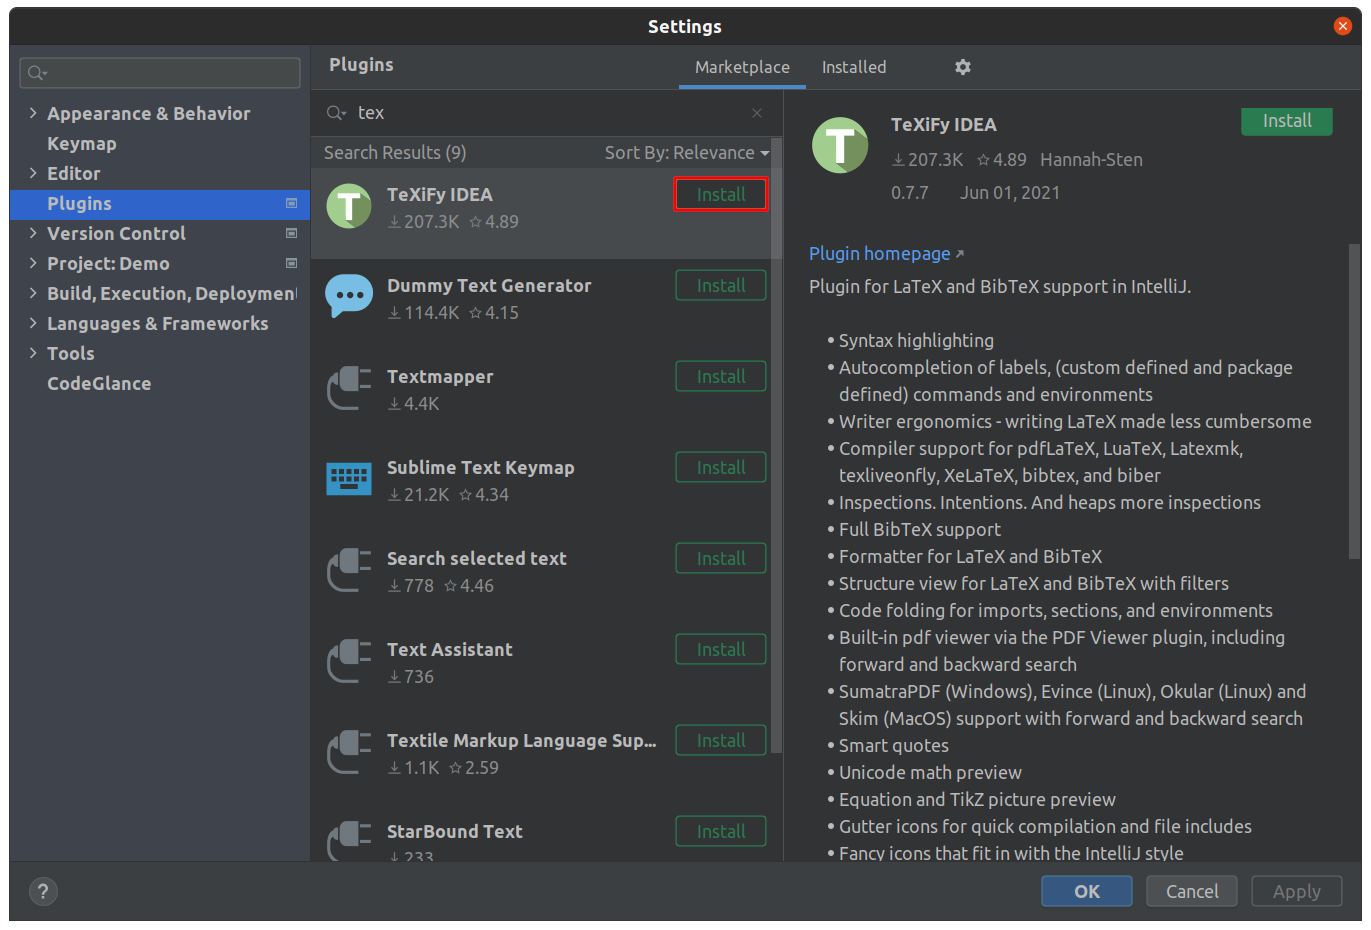 Settings
Appearance & Behavior
Keymap
Editor
Plugins
Version Control
Project: Demo
Build, Execution, Deploymen
Languages & Frameworks
Tools
CodeGlance
Plugins
Marketplace
Installed
tex
Search Results (9)
Sort By: Relevance
TeXiFy IDEA
Install
207.3K 4.89
Dummy Text Generator
Install
114.4K 4.15
Textmapper
Install
4.4K
Sublime Text Keymap
Install
21.2K 4.34
Search selected text
Install
778 4.46
Text Assistant
Install
736
Textile Markup Language Sup...
Install
1.1K 2.59
StarBound Text
Install
233
T
T
TeXiFy IDEA
Install
207.3K 4.89 Hannah-Sten
0.7.7 Jun 01, 2021
Plugin homepage
Plugin for LaTeX and BibTeX support in IntelliJ.
• Syntax highlighting
• Autocompletion of labels, (custom defined and package
defined) commands and environments
• Writer ergonomics - writing LaTeX made less cumbersome
• Compiler support for pdfLaTeX, LuaTeX, Latexmk,
texliveonfly, XeLaTeX, bibtex, and biber
• Inspections. Intentions. And heaps more inspections
• Full BibTeX support
• Formatter for LaTeX and BibTeX
• Structure view for LaTeX and BibTeX with filters
• Code folding for imports, sections, and environments
• Built-in pdf viewer via the PDF Viewer plugin, including
forward and backward search
• SumatraPDF (Windows), Evince (Linux), Okular (Linux) and
Skim (MacOS) support with forward and backward search
• Smart quotes
• Unicode math preview
• Equation and TikZ picture preview
• Gutter icons for quick compilation and file includes
• Fancy icons that fit in with the IntelliJ style
?
OK
Cancel
Apply